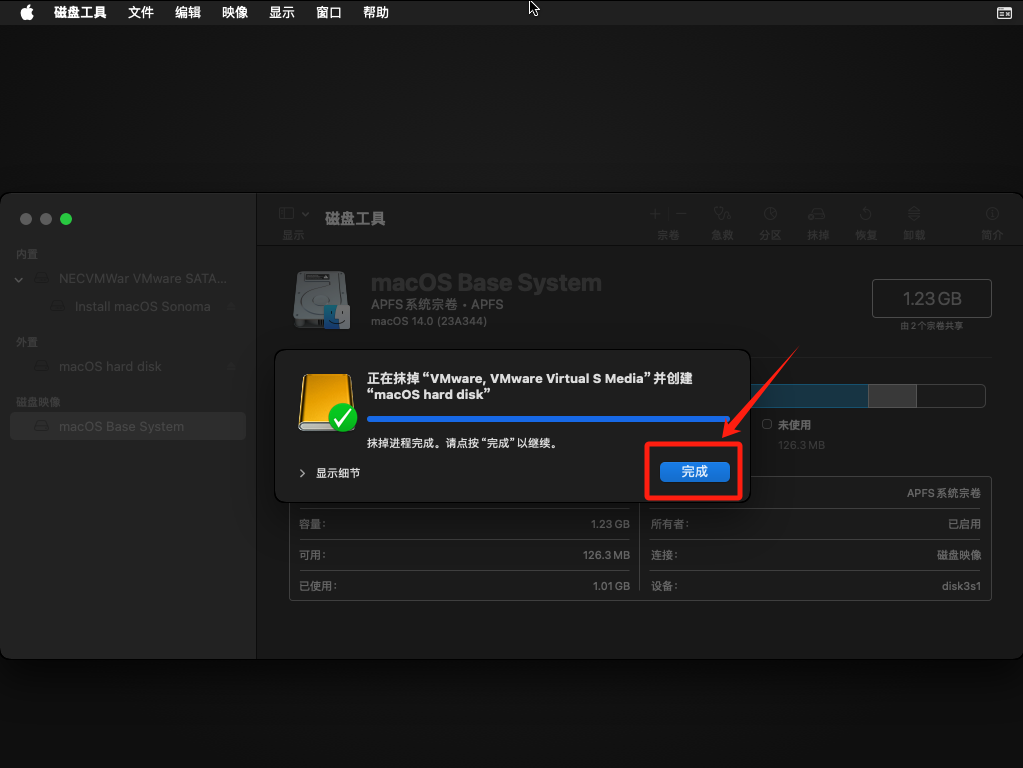 磁盘工具 文件 编辑 映像 显示 窗口 帮助
磁盘工具
显示
宗卷 急救 分区 抹掉 恢复 卸载 简介
内置
NECVMWar VMware SATA...
Install macOS Sonoma
外置
macOS hard disk
磁盘映像
macOS Base System
macOS Base System
APFS系统宗卷 • APFS
macOS 14.0 (23A344)
1.23 GB
由2个宗卷共享
正在抹掉“VMware, VMware Virtual S Media”并创建
“macOS hard disk”
抹掉进程完成。请点按“完成”以继续。
显示细节
完成
未使用
126.3 MB
APFS系统宗卷
容量: 1.23 GB
所有者: 已启用
可用: 126.3 MB
连接: 磁盘映像
已使用: 1.01 GB
设备: disk3s1